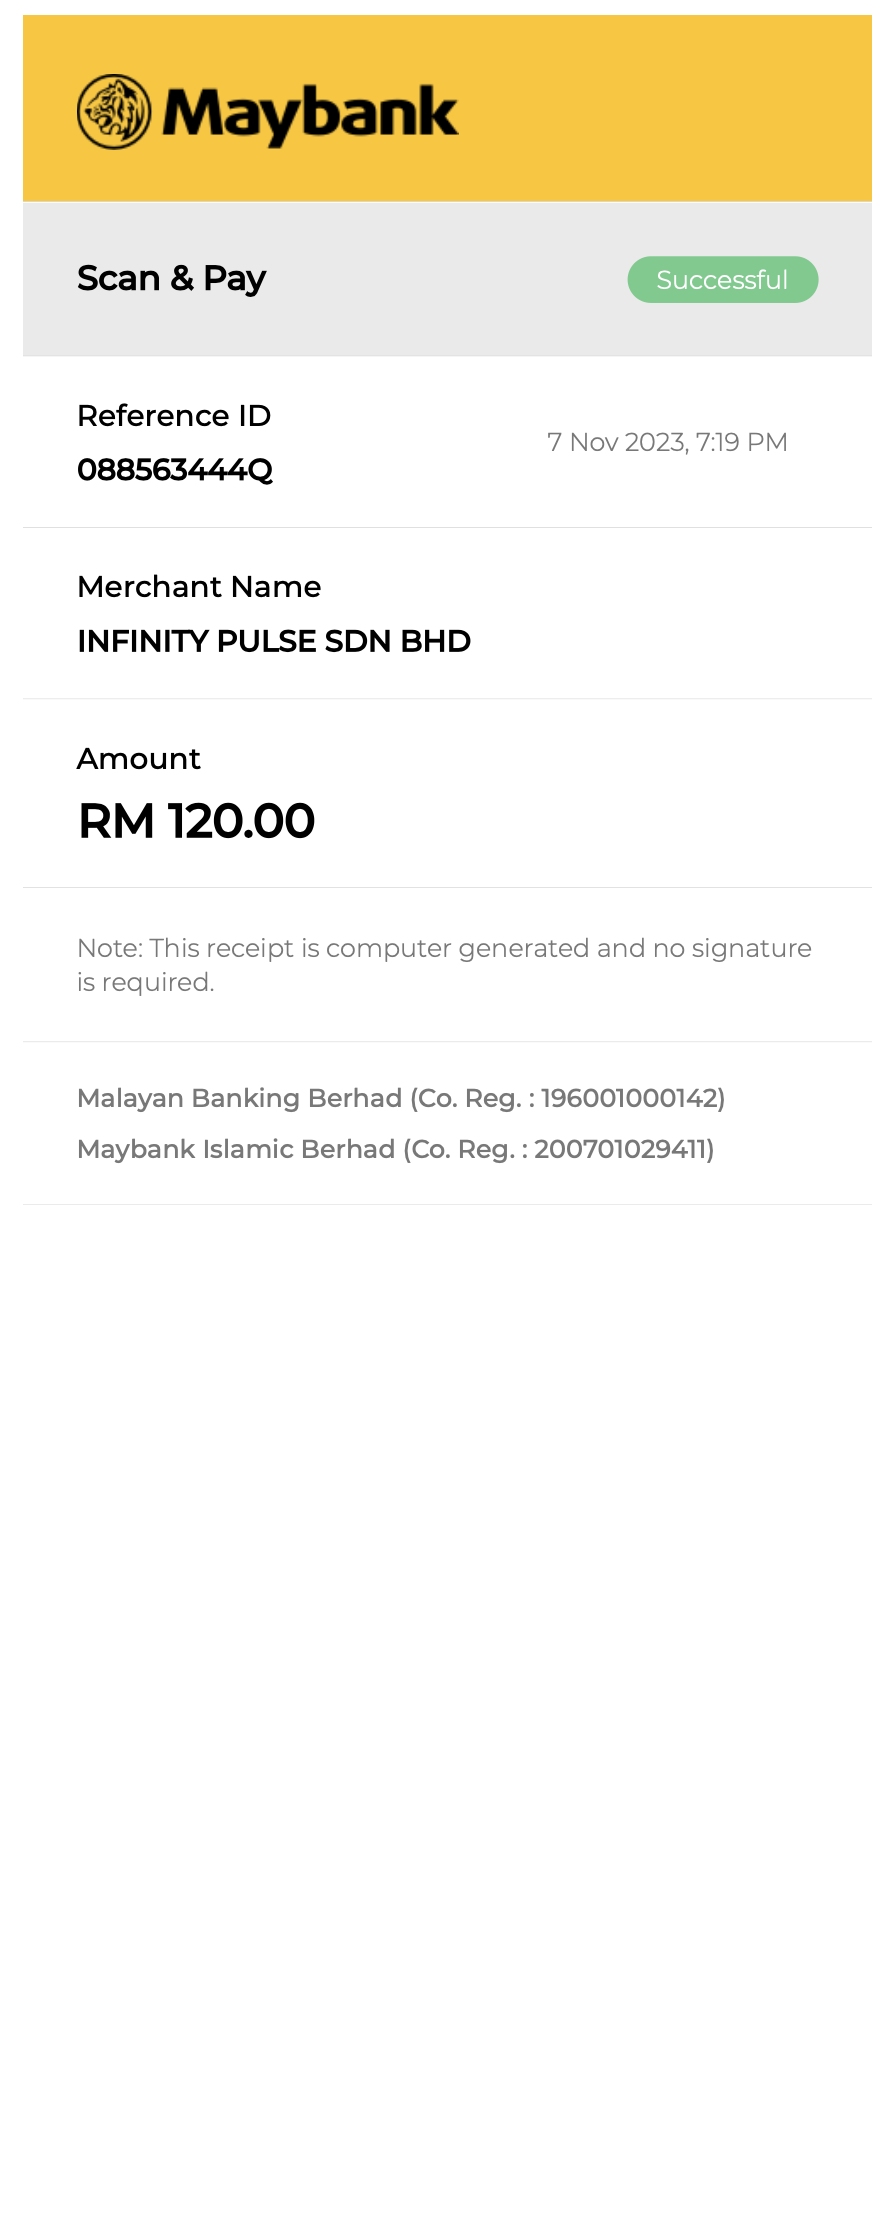 Maybank
Scan & Pay
Successful
Reference ID
088563444Q
7 Nov 2023, 7:19 PM
Merchant Name
INFINITY PULSE SDN BHD
Amount
RM 120.00
Note: This receipt is computer generated and no signature
is required.
Malayan Banking Berhad (Co. Reg. : 196001000142)
Maybank Islamic Berhad (Co. Reg. : 200701029411)